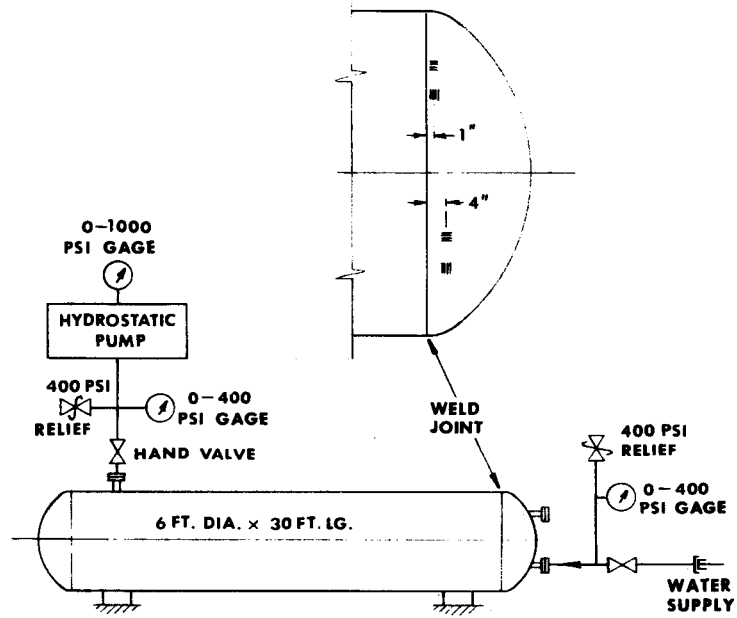 1"
4"
0-1000
PSI GAGE
HYDROSTATIC
PUMP
400 PSI
RELIEF
0-400
PSI GAGE
HAND VALVE
WELD
JOINT
400 PSI
RELIEF
0-400
PSI GAGE
6 FT. DIA. × 30 FT. LG.
WATER
SUPPLY